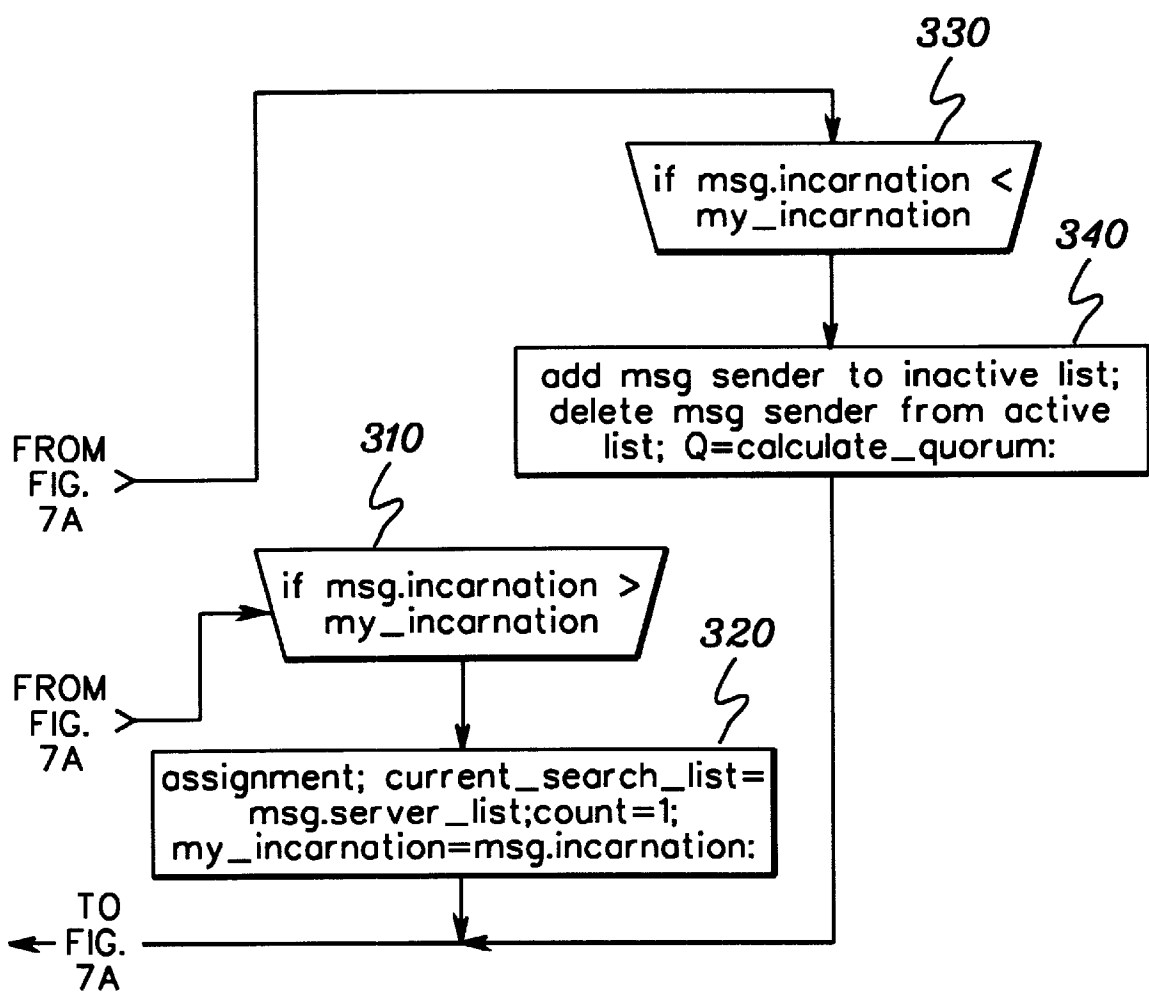 330
if msg.incarnation <
my_incarnation
340
add msg sender to inactive list;
delete msg sender from active
list; Q=calculate_quorum:
FROM
FIG.
7A
310
if msg.incarnation >
my_incarnation
320
FROM
FIG.
7A
assignment; current_search_list=
msg.server_list;count=1;
my_incarnation=msg.incarnation:
TO
FIG.
7A